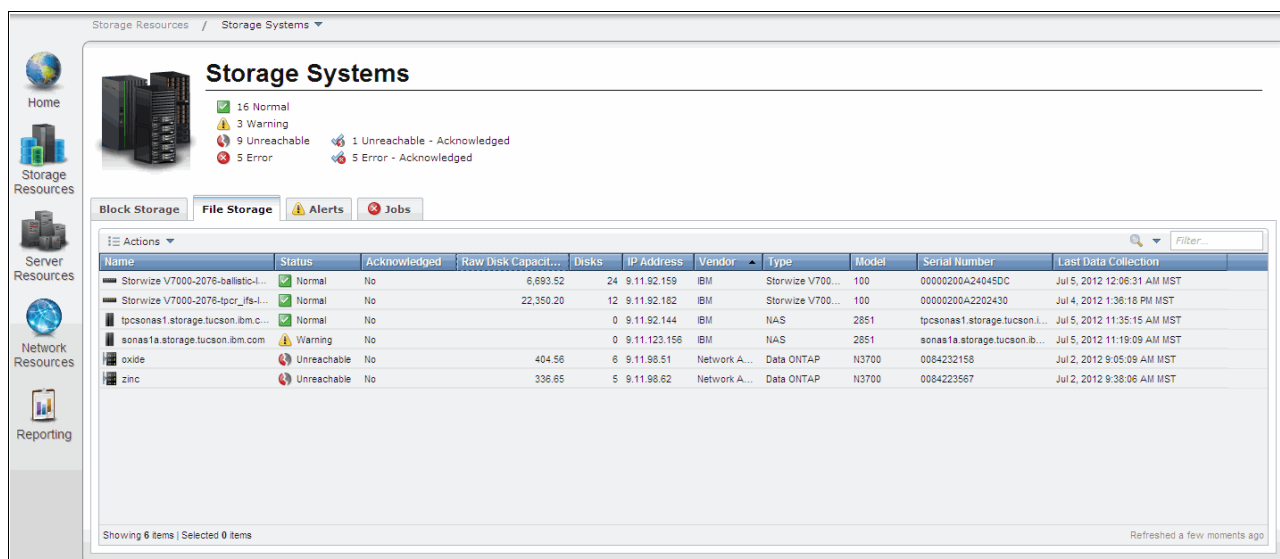 Storage Resources / Storage Systems
Home
Storage Resources
Server Resources
Network Resources
Reporting
Storage Systems
16 Normal
3 Warning
9 Unreachable 1 Unreachable - Acknowledged
5 Error 5 Error - Acknowledged
Block Storage File Storage Alerts Jobs
Actions Filter...
Name Status Acknowledged Raw Disk Capacit... Disks IP Address Vendor Type Model Serial Number Last Data Collection
Storwize V7000-2076-ballistic-l... Normal No 6,693.52 24 9.11.92.159 IBM Storwize V700... 100 00000200A24045DC Jul 5, 2012 12:06:31 AM MST
Storwize V7000-2076-tpcr_ifs-l... Normal No 22,350.20 12 9.11.92.182 IBM Storwize V700... 100 00000200A2202430 Jul 4, 2012 1:36:18 PM MST
tpcsonas1.storage.tucson.ibm.c... Normal No 0 9.11.92.144 IBM NAS 2851 tpcsonas1.storage.tucson.i... Jul 5, 2012 11:35:15 AM MST
sonas1a.storage.tucson.ibm.com Warning No 0 9.11.123.156 IBM NAS 2851 sonas1a.storage.tucson.ib... Jul 5, 2012 11:19:09 AM MST
oxide Unreachable No 404.56 6 9.11.98.51 Network A... Data ONTAP N3700 0084232158 Jul 2, 2012 9:05:09 AM MST
zinc Unreachable No 336.65 5 9.11.98.62 Network A... Data ONTAP N3700 0084223567 Jul 2, 2012 9:38:06 AM MST
Showing 6 items | Selected 0 items Refreshed a few moments ago